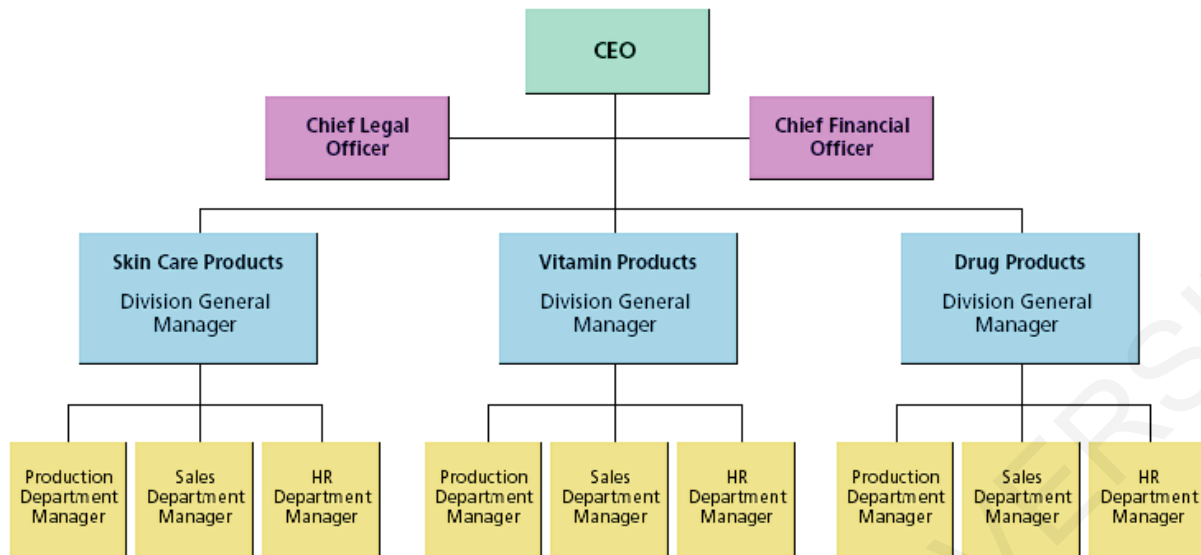 CEO
Chief Legal
Officer
Chief Financial
Officer
Skin Care Products
Division General
Manager
Vitamin Products
Division General
Manager
Drug Products
Division General
Manager
Production
Department
Manager
Sales
Department
Manager
HR
Department
Manager
Production
Department
Manager
Sales
Department
Manager
HR
Department
Manager
Production
Department
Manager
Sales
Department
Manager
HR
Department
Manager